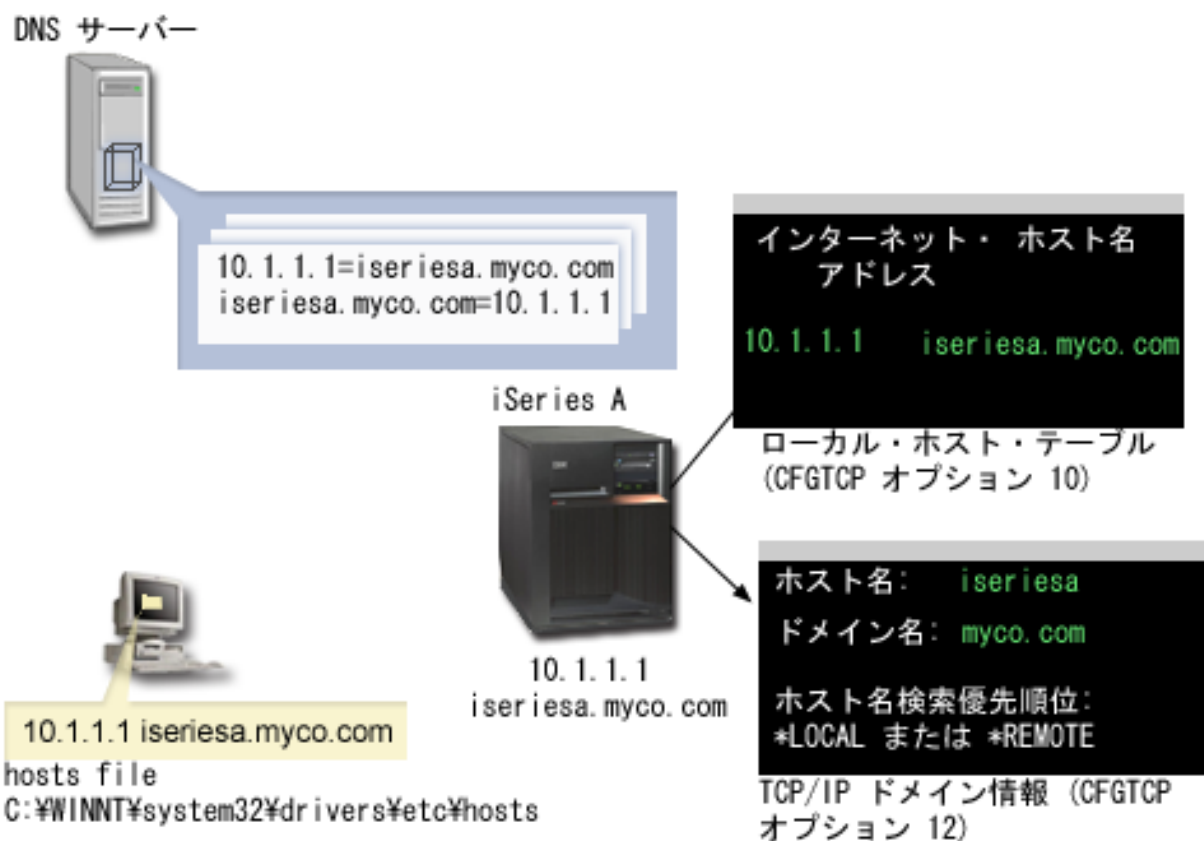 DNS サーバー
10.1.1.1=iseriesa.myco.com
iseriesa.myco.com=10.1.1.1
インターネット・ ホスト名
アドレス
10.1.1.1 iseriesa.myco.com
ローカル・ホスト・テーブル
(CFGTCP オプション 10)
iSeries A
10.1.1.1
iseriesa.myco.com
ホスト名: iseriesa
ドメイン名: myco.com
ホスト名検索優先順位:
*LOCAL または *REMOTE
TCP/IP ドメイン情報 (CFGTCP
オプション 12)
10.1.1.1 iseriesa.myco.com
hosts file
C:¥WINNT¥system32¥drivers¥etc¥hosts